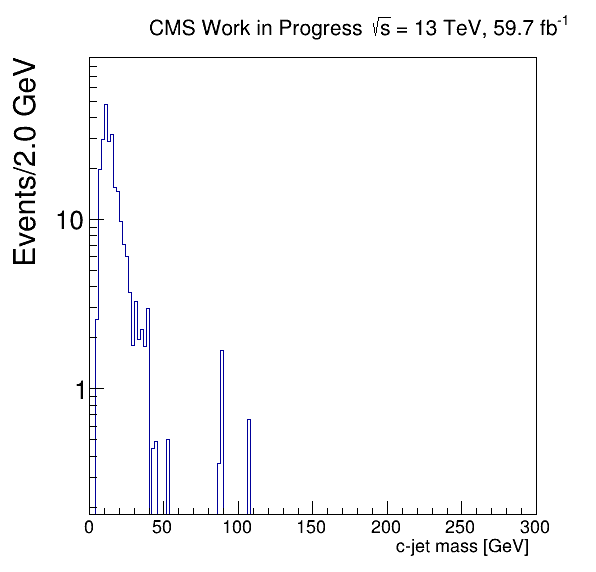 CMS Work in Progress √s = 13 TeV, 59.7 fb⁻¹
Events/2.0 GeV
10
1
0 50 100 150 200 250 300
c-jet mass [GeV]